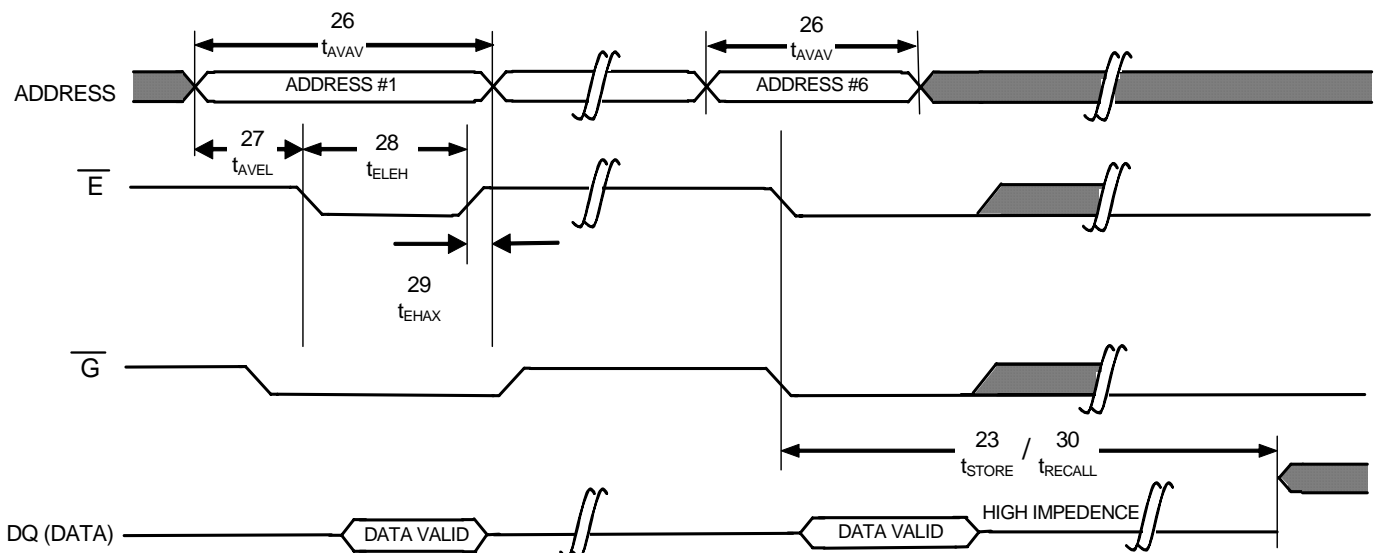 26
tAVAV
26
tAVAV
ADDRESS
ADDRESS #1
ADDRESS #6
27
tAVEL
28
tELEH
E
29
tEHAX
G
23 / 30
tSTORE tRECALL
DQ (DATA)
DATA VALID
DATA VALID
HIGH IMPEDENCE